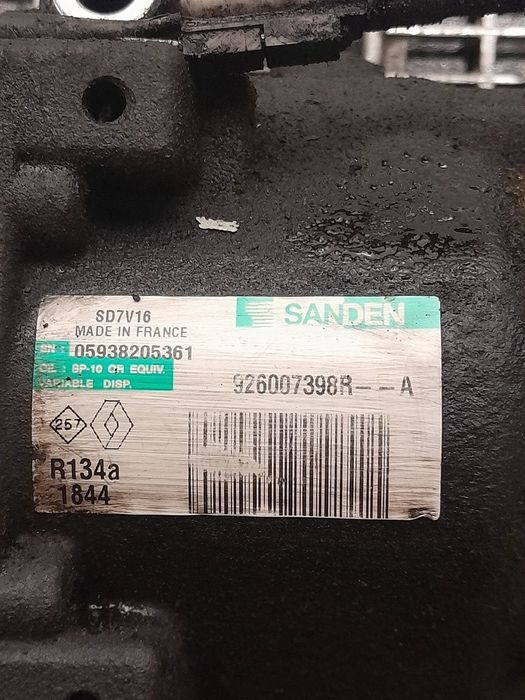 SANDEN
SD7V16
MADE IN FRANCE
SN : 05938205361
OIL : SP-10 OR EQUIV.
VARIABLE DISP.
926007398R--A
257
R134a
1844